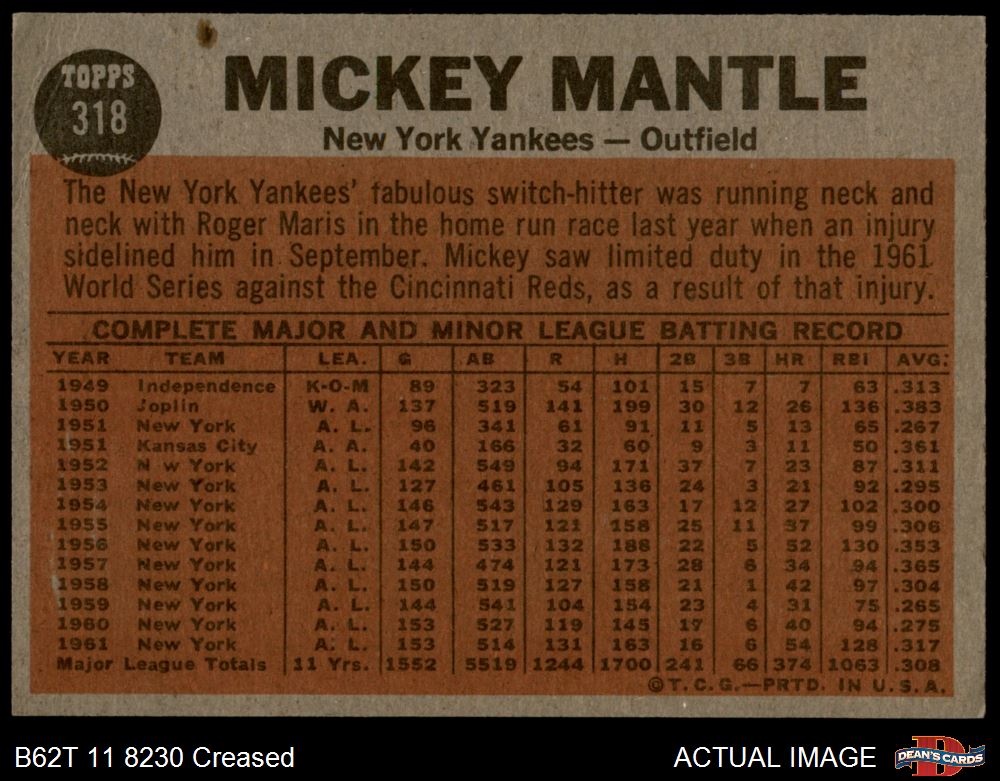 TOPPS
318
MICKEY MANTLE
New York Yankees — Outfield
The New York Yankees' fabulous switch-hitter was running neck and
neck with Roger Maris in the home run race last year when an injury
sidelined him in September. Mickey saw limited duty in the 1961
World Series against the Cincinnati Reds, as a result of that injury.
COMPLETE MAJOR AND MINOR LEAGUE BATTING RECORD
YEAR TEAM LEA. G AB R H 2B 3B HR RBI AVG.
1949 Independence K-O-M 89 323 54 101 15 7 7 63 .313
1950 Joplin W. A. 137 519 141 199 30 12 26 136 .383
1951 New York A. L. 96 341 61 91 11 5 13 65 .267
1951 Kansas City A. A. 40 166 32 60 9 3 11 50 .361
1952 N w York A. L. 142 549 94 171 37 7 23 87 .311
1953 New York A. L. 127 461 105 136 24 3 21 92 .295
1954 New York A. L. 146 543 129 163 17 12 27 102 .300
1955 New York A. L. 147 517 121 158 25 11 37 99 .306
1956 New York A. L. 150 533 132 188 22 5 52 130 .353
1957 New York A. L. 144 474 121 173 28 6 34 94 .365
1958 New York A. L. 150 519 127 158 21 1 42 97 .304
1959 New York A. L. 144 541 104 154 23 4 31 75 .265
1960 New York A. L. 153 527 119 145 17 6 40 94 .275
1961 New York A. L. 153 514 131 163 16 6 54 128 .317
Major League Totals 11 Yrs. 1552 5519 1244 1700 241 66 374 1063 .308
©T.C.G.—PRTD. IN U.S.A.
B62T 11 8230 Creased
ACTUAL IMAGE
DEAN'S CARDS